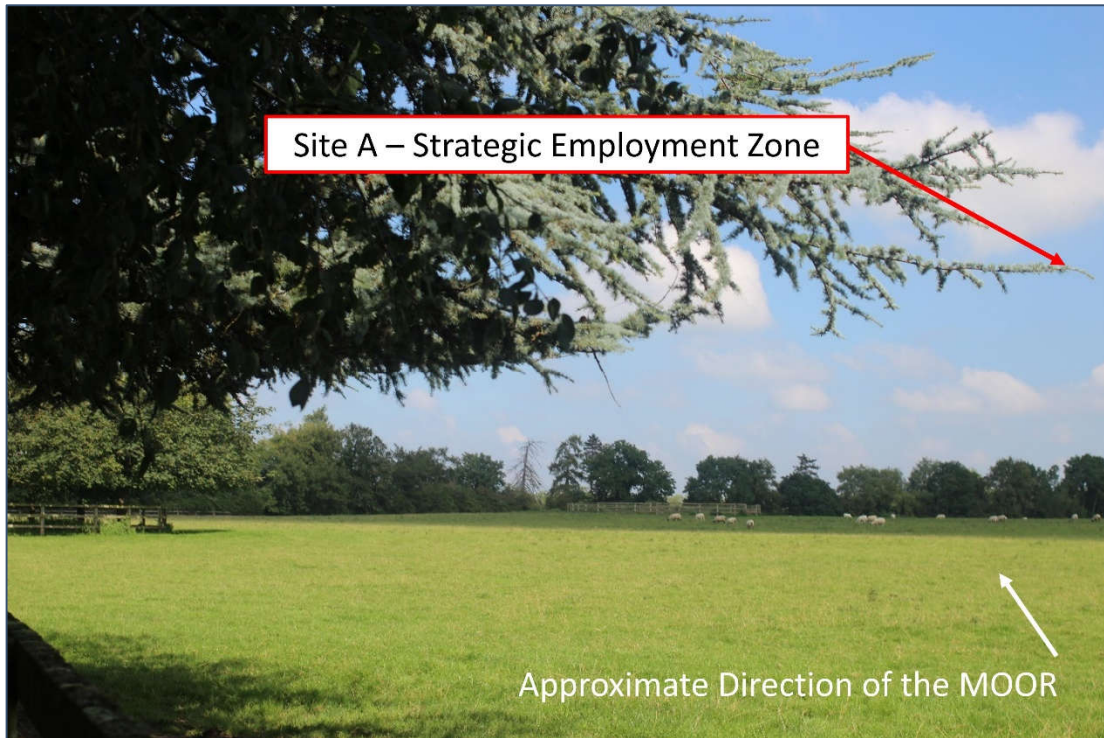 Site A – Strategic Employment Zone
Approximate Direction of the MOOR